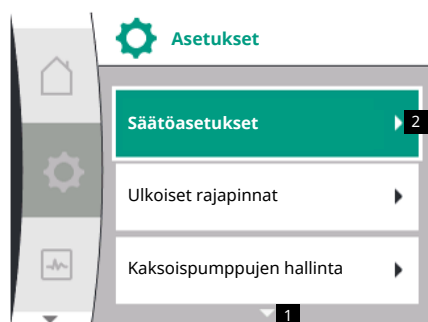 Asetukset
Säätöasetukset
2
Ulkoiset rajapinnat
Kaksoispumppujen hallinta
1